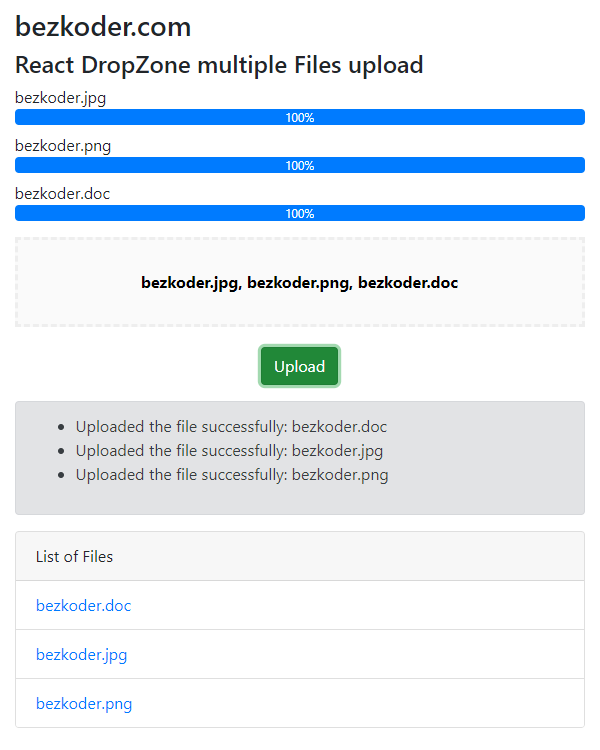 bezkoder.com
React DropZone multiple Files upload
bezkoder.jpg
100%
bezkoder.png
100%
bezkoder.doc
100%
bezkoder.jpg, bezkoder.png, bezkoder.doc
Upload
Uploaded the file successfully: bezkoder.doc
Uploaded the file successfully: bezkoder.jpg
Uploaded the file successfully: bezkoder.png
List of Files
bezkoder.doc
bezkoder.jpg
bezkoder.png